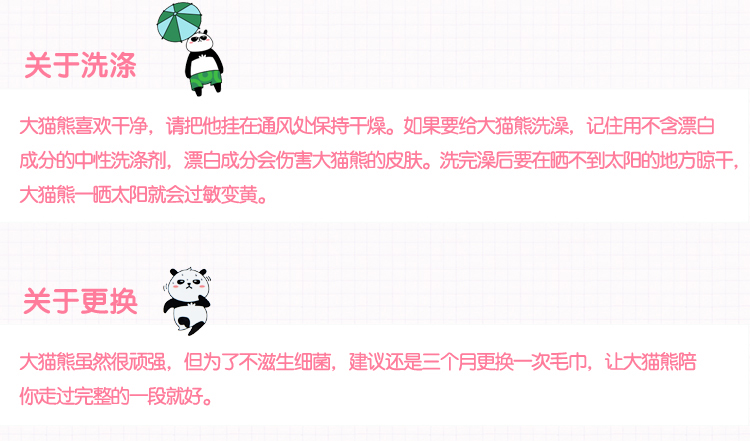 关于洗涤
大猫熊喜欢干净，请把他挂在通风处保持干燥。如果要给大猫熊洗澡，记住用不含漂白
成分的中性洗涤剂，漂白成分会伤害大猫熊的皮肤。洗完澡后要在晒不到太阳的地方晾干，
大猫熊一晒太阳就会过敏变黄。
关于更换
大猫熊虽然很顽强，但为了不滋生细菌，建议还是三个月更换一次毛巾，让大猫熊陪
你走过完整的一段就好。